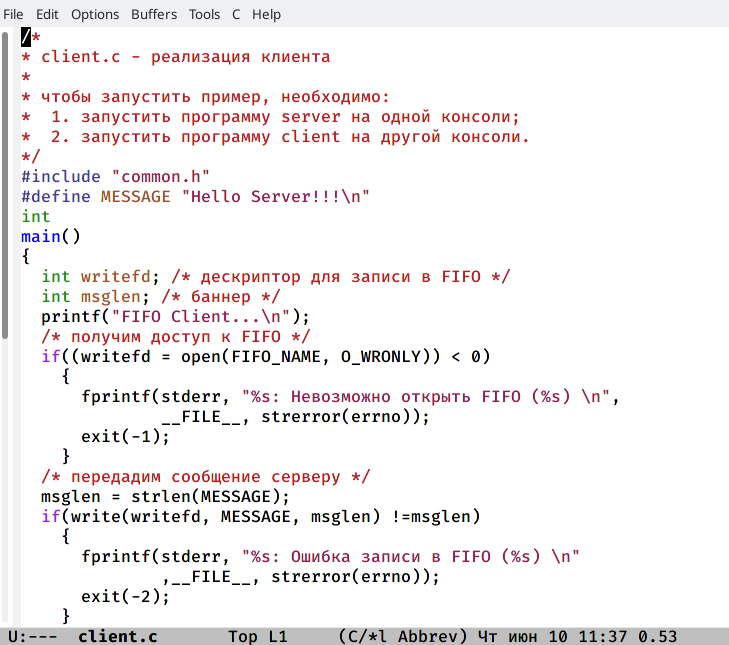 File Edit Options Buffers Tools C Help
/*
* client.c - реализация клиента
*
* чтобы запустить пример, необходимо:
*  1. запустить программу server на одной консоли;
*  2. запустить программу client на другой консоли.
*/
#include "common.h"
#define MESSAGE "Hello Server!!!\n"
int
main()
{
  int writefd; /* дескриптор для записи в FIFO */
  int msglen; /* баннер */
  printf("FIFO Client...\n");
  /* получим доступ к FIFO */
  if((writefd = open(FIFO_NAME, O_WRONLY)) < 0)
    {
      fprintf(stderr, "%s: Невозможно открыть FIFO (%s) \n",
              __FILE__, strerror(errno));
      exit(-1);
    }
  /* передадим сообщение серверу */
  msglen = strlen(MESSAGE);
  if(write(writefd, MESSAGE, msglen) !=msglen)
    {
      fprintf(stderr, "%s: Ошибка записи в FIFO (%s) \n"
              ,__FILE__, strerror(errno));
      exit(-2);
    }
U:---  client.c       Top L1     (C/*l Abbrev) Чт июн 10 11:37 0.53